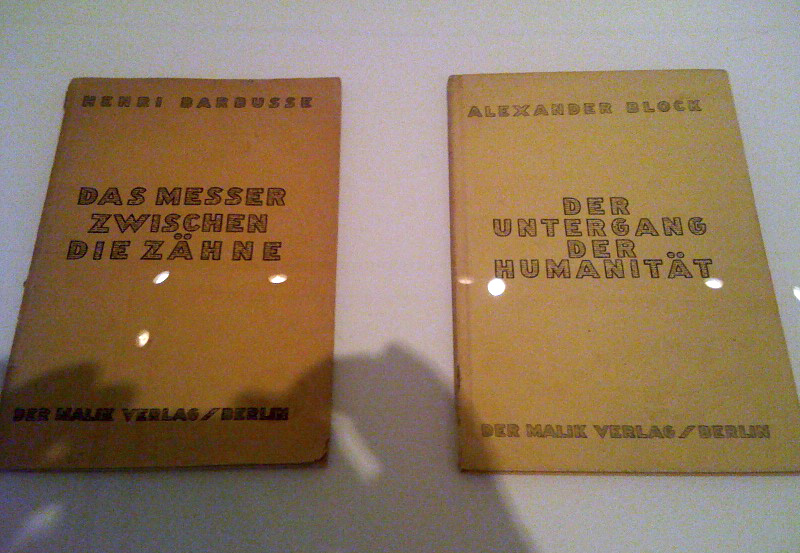 HENRI BARBUSSE
DAS MESSER
ZWISCHEN
DIE ZÄHNE
DER MALIK VERLAG / BERLIN
ALEXANDER BLOCK
DER
UNTERGANG
DER
HUMANITÄT
DER MALIK VERLAG / BERLIN